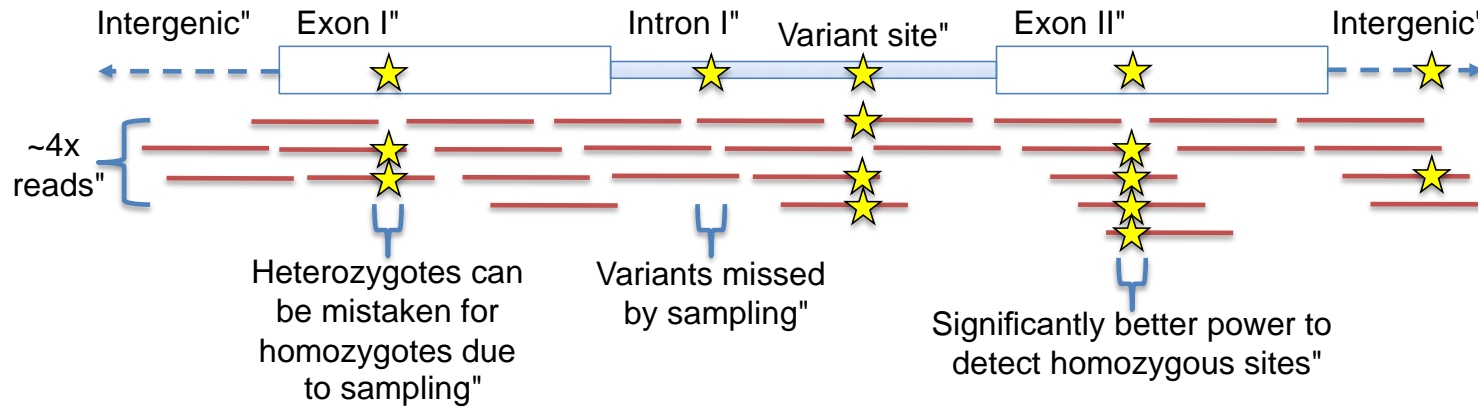 Intergenic"
Exon I"
Intron I"
Variant site"
Exon II"
Intergenic"
~4x
reads"
Heterozygotes can
be mistaken for
homozygotes due
to sampling"
Variants missed
by sampling"
Significantly better power to
detect homozygous sites"